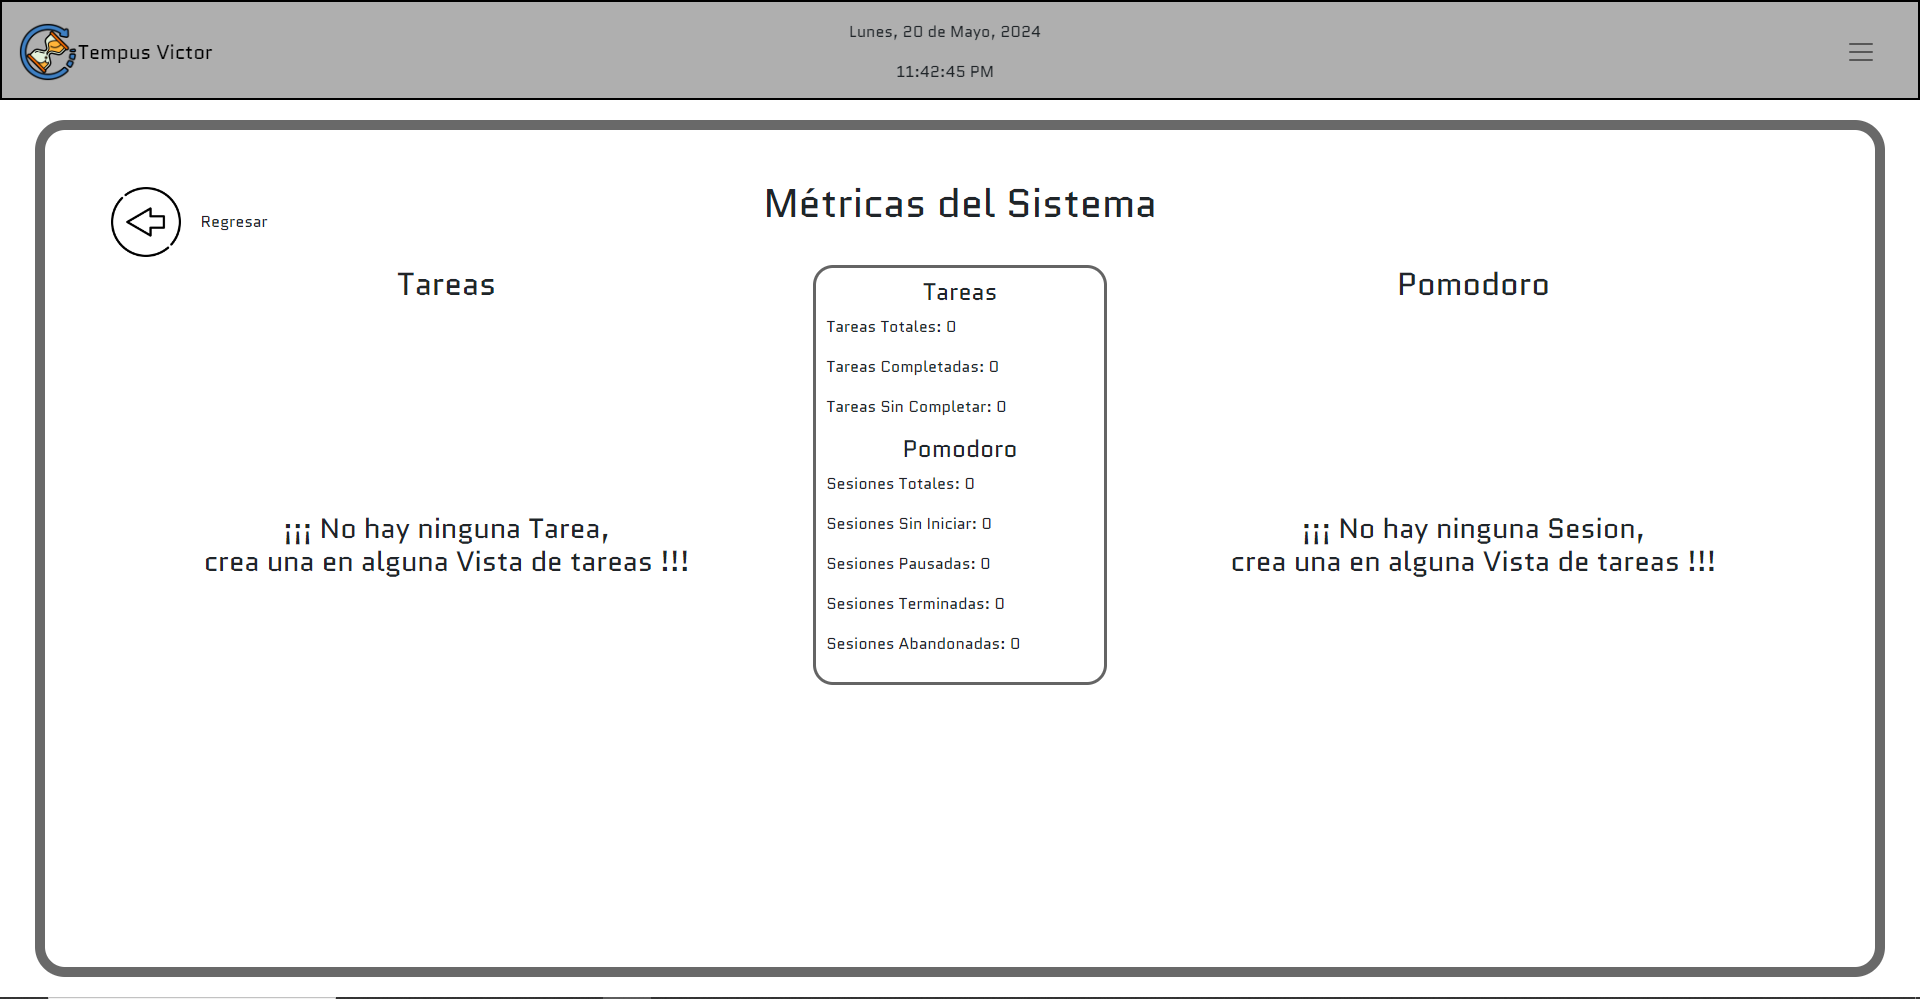 Tempus Victor
Lunes, 20 de Mayo, 2024
11:42:45 PM
Regresar
Métricas del Sistema
Tareas
¡¡¡ No hay ninguna Tarea,
crea una en alguna Vista de tareas !!!
Tareas
Tareas Totales: 0
Tareas Completadas: 0
Tareas Sin Completar: 0
Pomodoro
Sesiones Totales: 0
Sesiones Sin Iniciar: 0
Sesiones Pausadas: 0
Sesiones Terminadas: 0
Sesiones Abandonadas: 0
Pomodoro
¡¡¡ No hay ninguna Sesion,
crea una en alguna Vista de tareas !!!